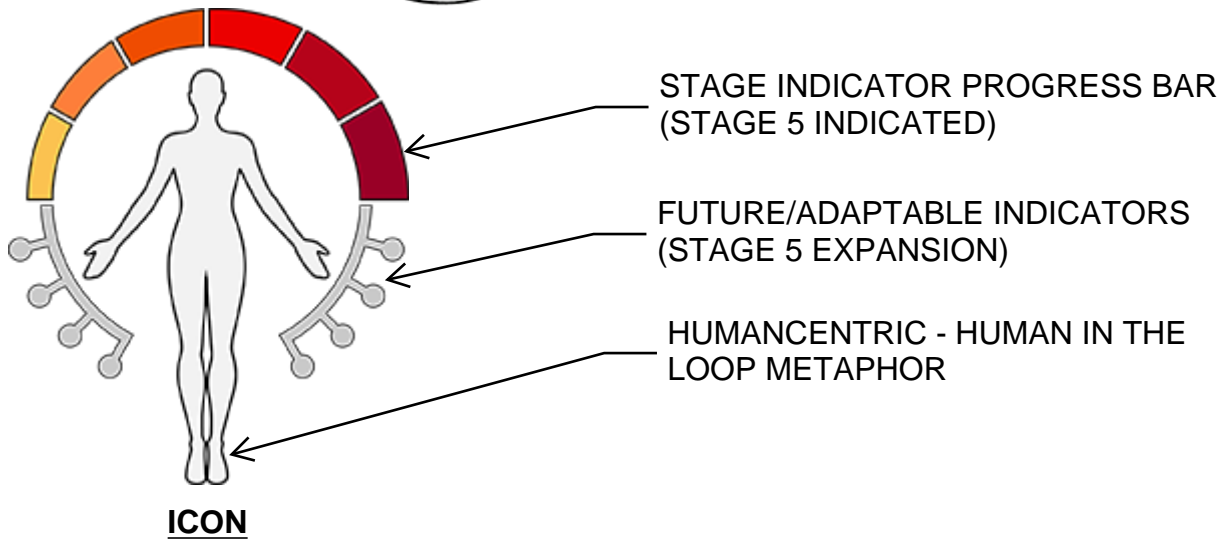 STAGE INDICATOR PROGRESS BAR
(STAGE 5 INDICATED)
FUTURE/ADAPTABLE INDICATORS
(STAGE 5 EXPANSION)
HUMANCENTRIC - HUMAN IN THE
LOOP METAPHOR
ICON